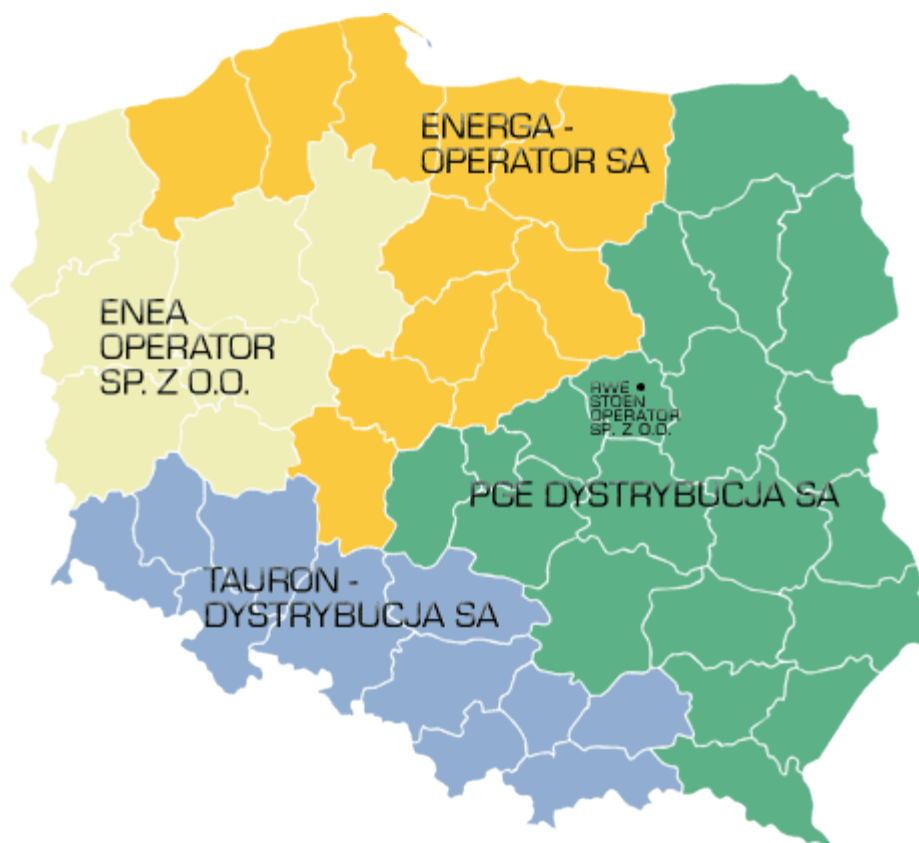 ENERGA -
OPERATOR SA
ENEA
OPERATOR
SP. Z O.O.
RWE
STOEN
OPERATOR
SP. Z O.O.
PGE DYSTRYBUCJA SA
TAURON -
DYSTRYBUCJA SA